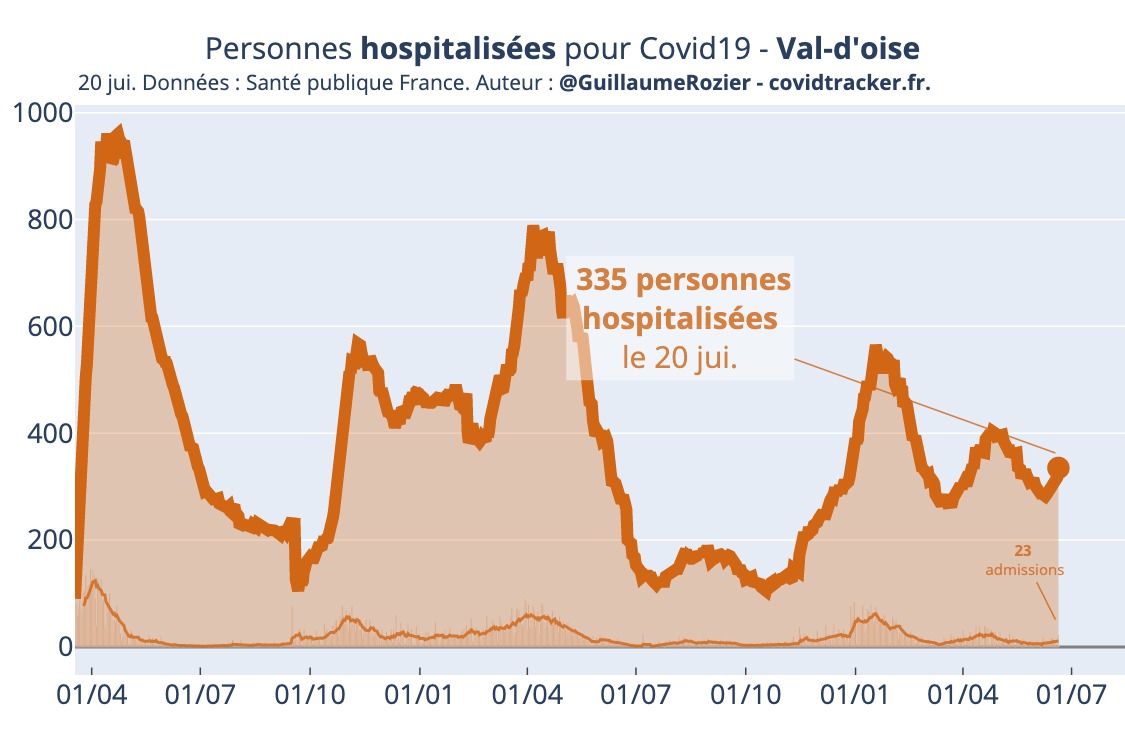 Personnes hospitalisées pour Covid19 - Val-d'oise
20 jui. Données : Santé publique France. Auteur : @GuillaumeRozier - covidtracker.fr.
1000
800
600
400
200
0
335 personnes
hospitalisées
le 20 jui.
23
admissions
01/04 01/07 01/10 01/01 01/04 01/07 01/10 01/01 01/04 01/07